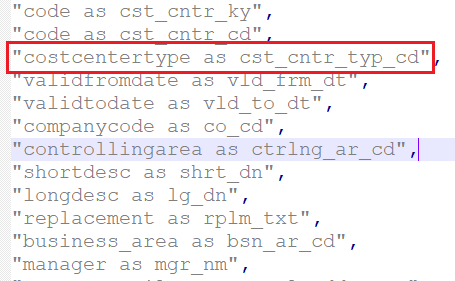 "code as cst_cntr_ky",
"code as cst_cntr_cd",
"costcentertype as cst_cntr_typ_cd",
"validfromdate as vld_frm_dt",
"validtodate as vld_to_dt",
"companycode as co_cd",
"controllingarea as ctrlng_ar_cd",
"shortdesc as shrt_dn",
"longdesc as lg_dn",
"replacement as rplm_txt",
"business_area as bsn_ar_cd",
"manager as mgr_nm",